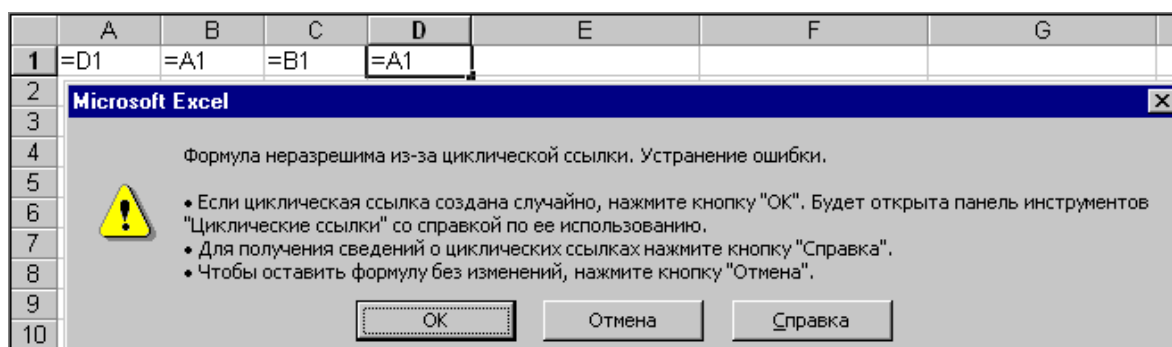 A B C D E F G
1 =D1 =A1 =B1 =A1
2
Microsoft Excel
3
4 Формула неразрешима из-за циклической ссылки. Устранение ошибки.
5
• Если циклическая ссылка создана случайно, нажмите кнопку "ОК". Будет открыта панель инструментов
6 "Циклические ссылки" со справкой по ее использованию.
7 • Для получения сведений о циклических ссылках нажмите кнопку "Справка".
8 • Чтобы оставить формулу без изменений, нажмите кнопку "Отмена".
9
ОК Отмена Справка
10